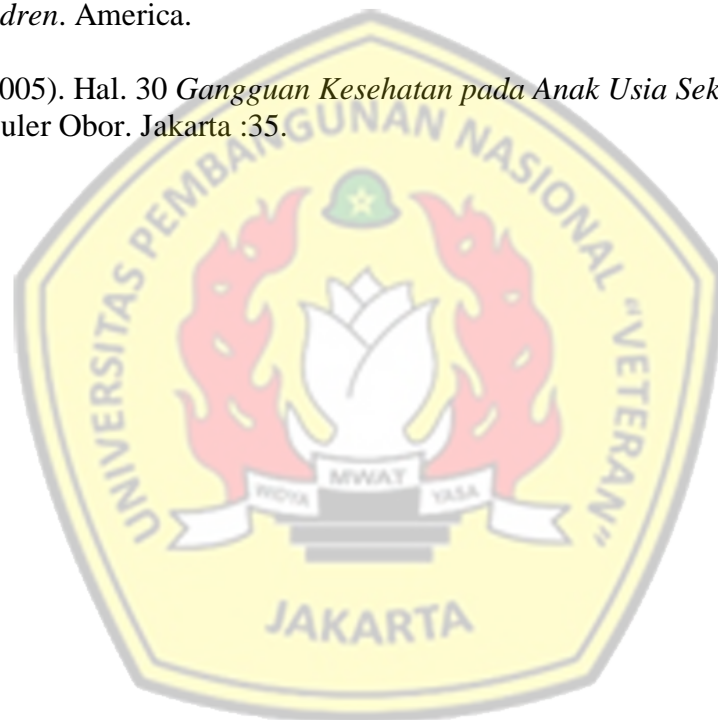 dren. America.
005). Hal. 30 Gangguan Kesehatan pada Anak Usia Sek
uler Obor. Jakarta :35.
UNIVERSITAS PEMBANGUNAN NASIONAL "VETERAN"
WIDYA MWAT YASA
JAKARTA